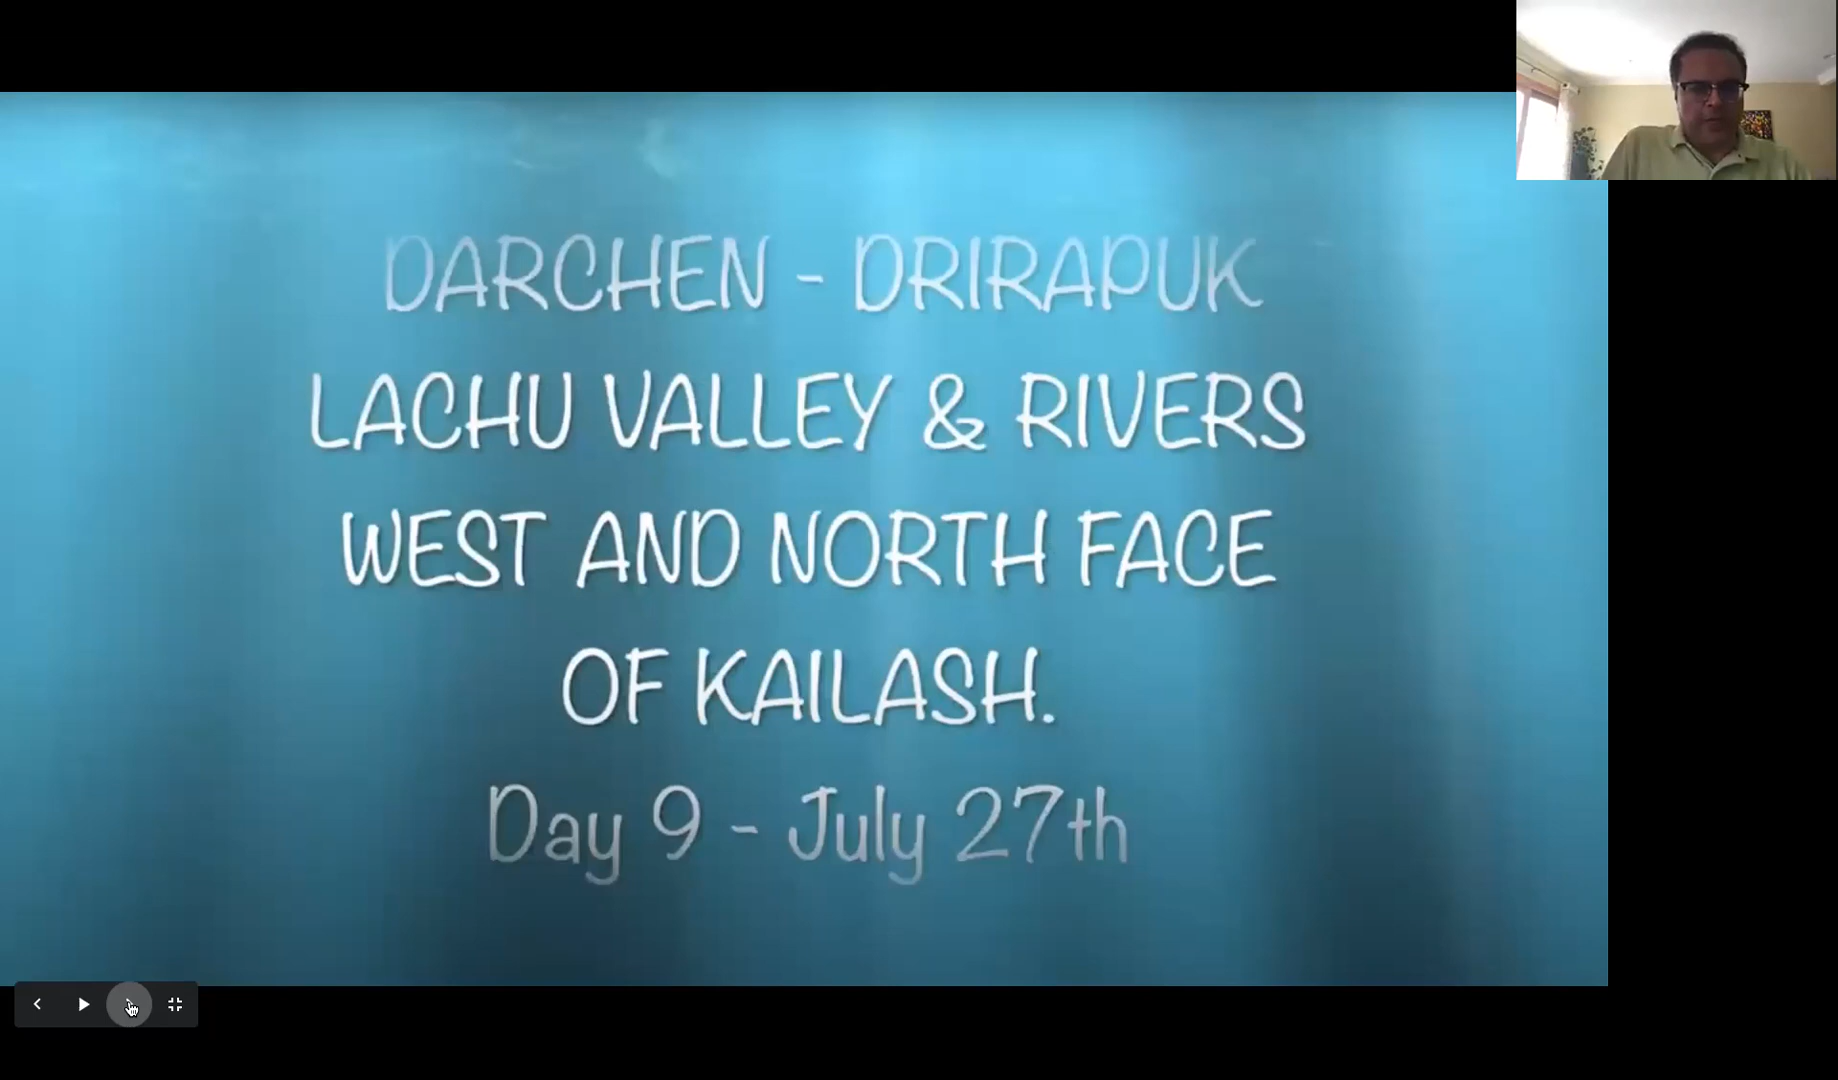 DARCHEN - DRIRAPUK
LACHU VALLEY & RIVERS
WEST AND NORTH FACE
OF KAILASH.
Day 9 - July 27th